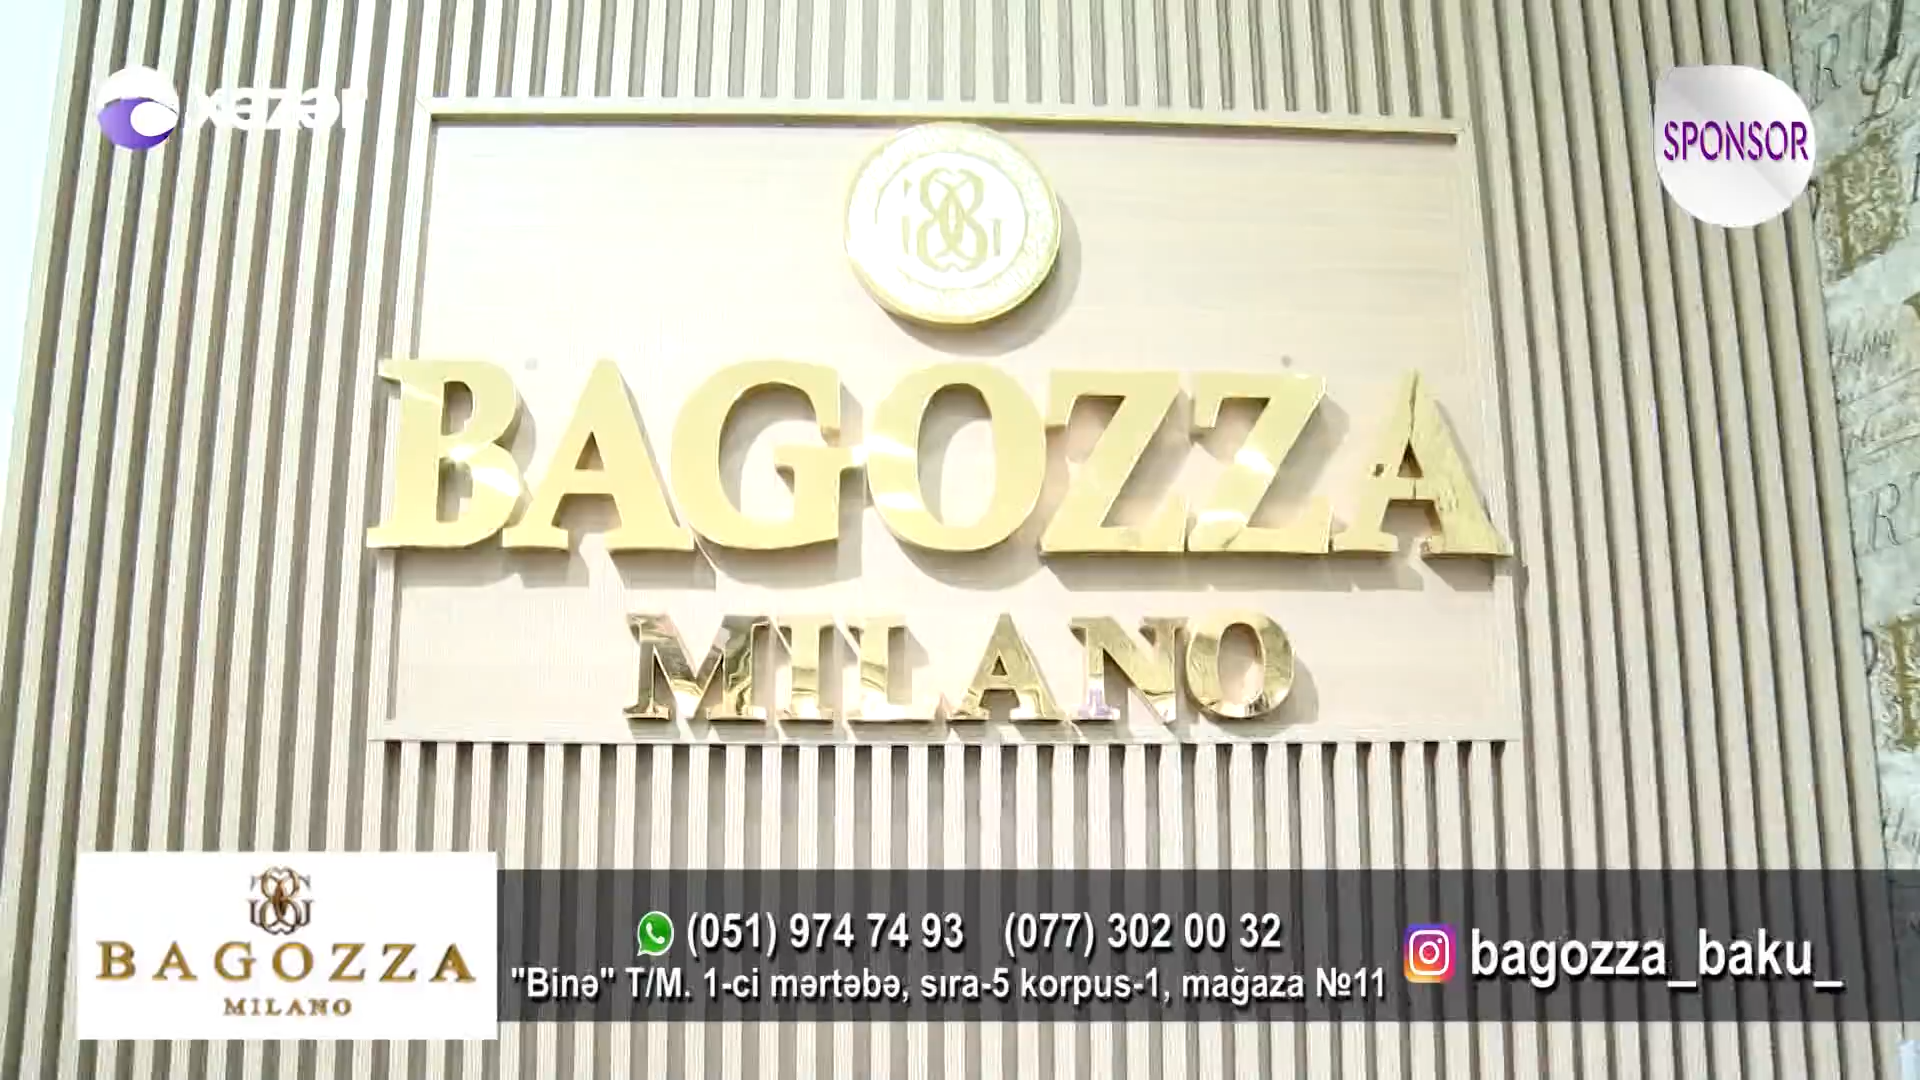 xəzər
SPONSOR
BAGOZZA
MILANO
BAGOZZA
MILANO
(051) 974 74 93 (077) 302 00 32
"Binə" T/M. 1-ci mərtəbə, sıra-5 korpus-1, mağaza №11
bagozza_baku_